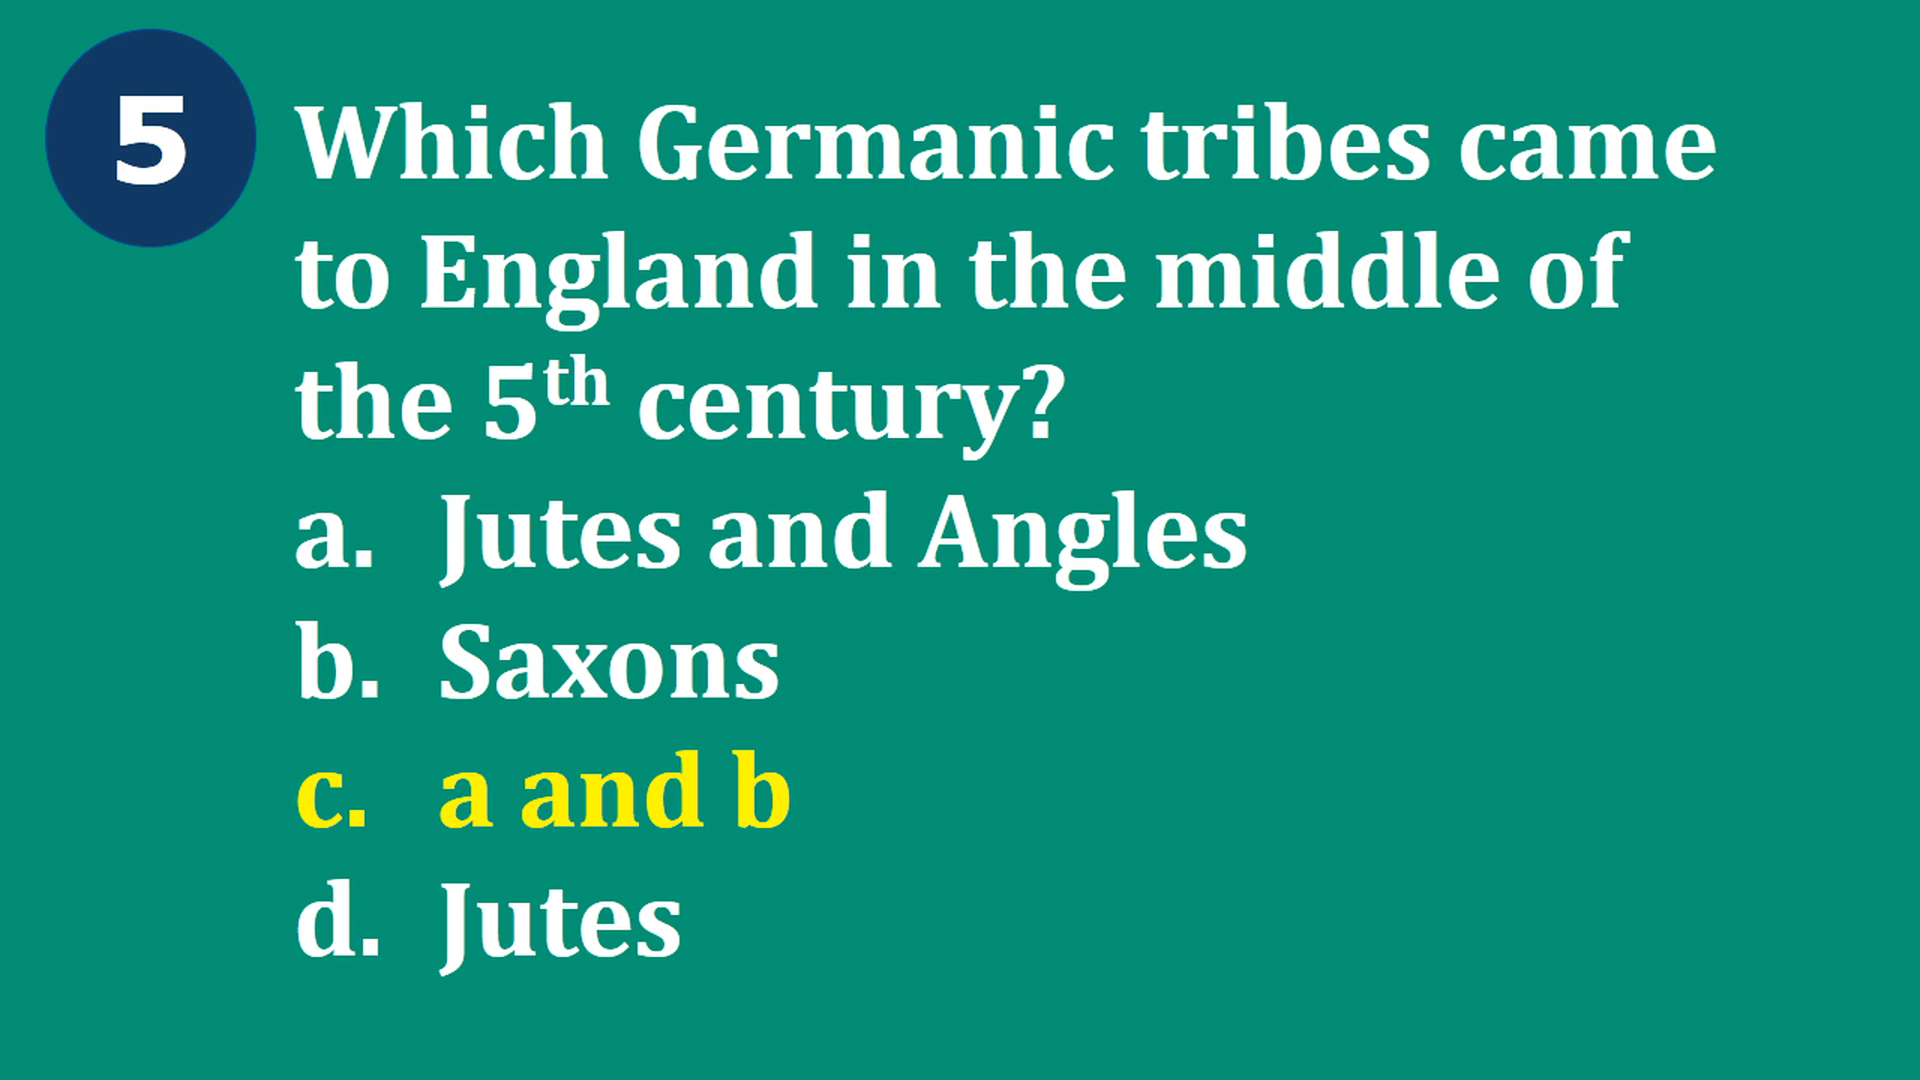 5
Which Germanic tribes came
to England in the middle of
the 5th century?
a. Jutes and Angles
b. Saxons
c. a and b
d. Jutes